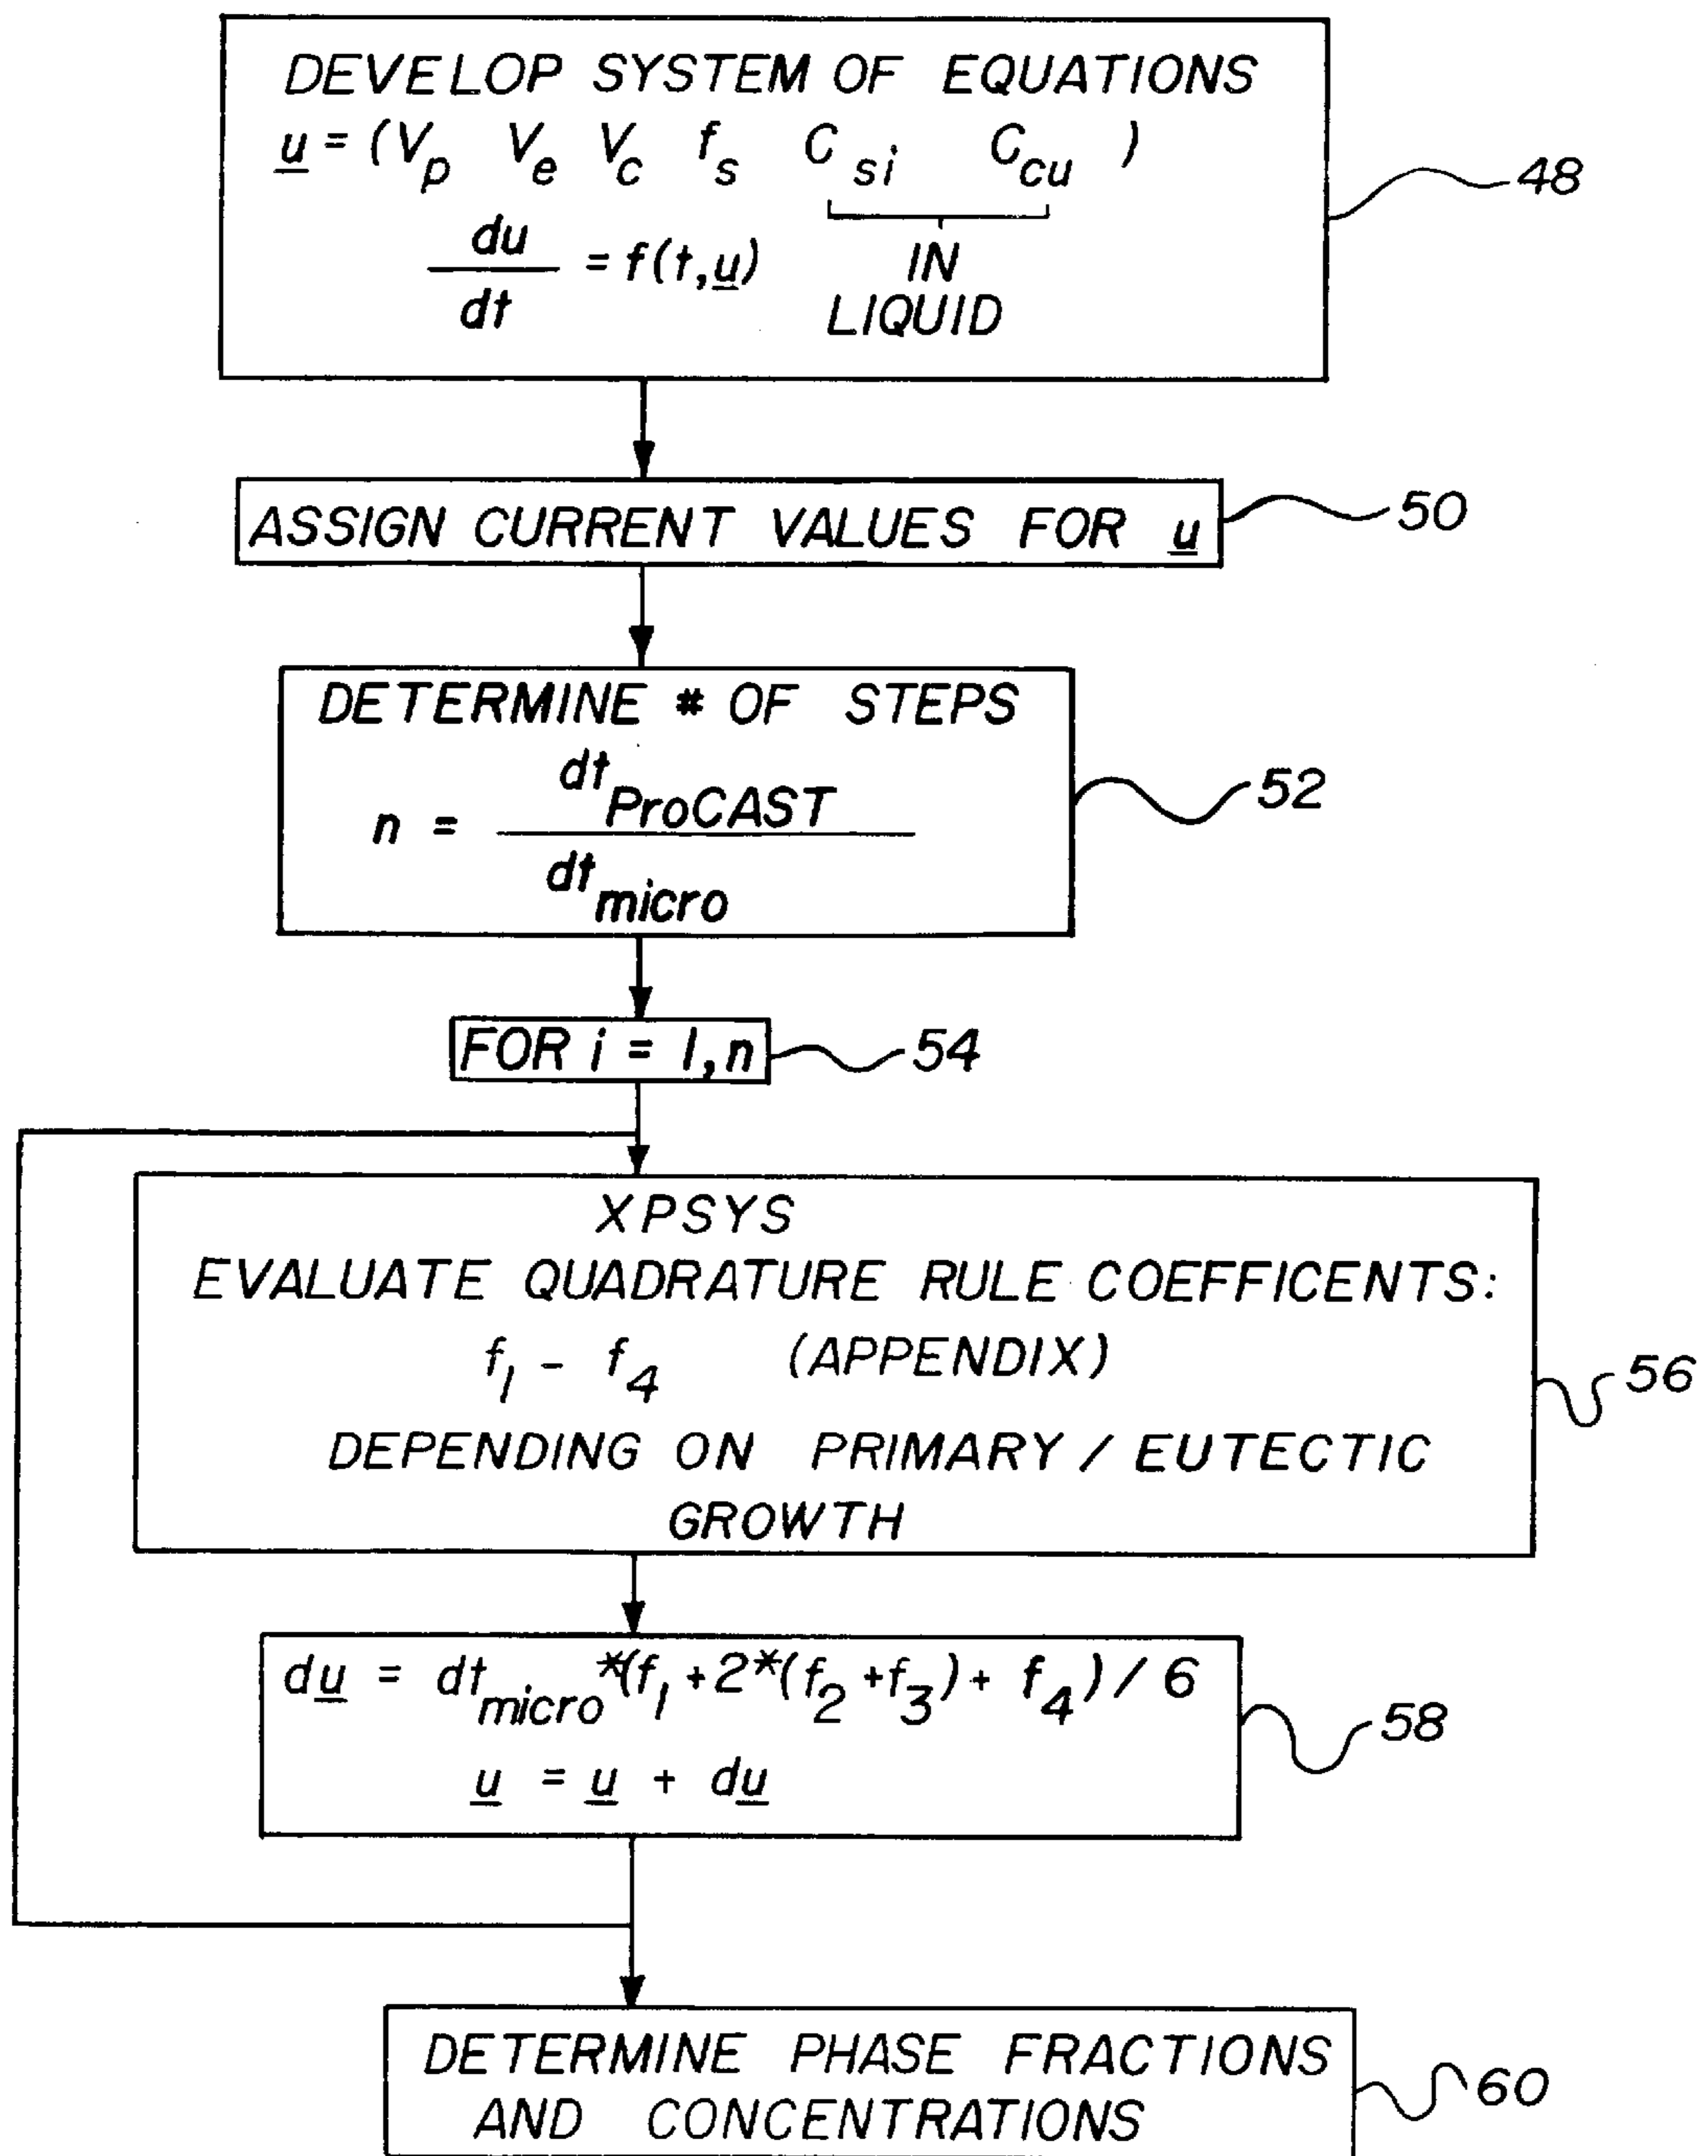 DEVELOP SYSTEM OF EQUATIONS
u = (Vp Ve Vc fs Csi Ccu )
du
dt
= f(t,u)
IN
LIQUID
48
ASSIGN CURRENT VALUES FOR u
50
DETERMINE # OF STEPS
n =
dtProCAST
dtmicro
52
FOR i = 1,n
54
XPSYS
EVALUATE QUADRATURE RULE COEFFICENTS:
f1 - f4 (APPENDIX)
DEPENDING ON PRIMARY / EUTECTIC
GROWTH
56
du = dtmicro*(f1 +2*(f2 +f3)+ f4)/ 6
u = u + du
58
DETERMINE PHASE FRACTIONS
AND CONCENTRATIONS
60